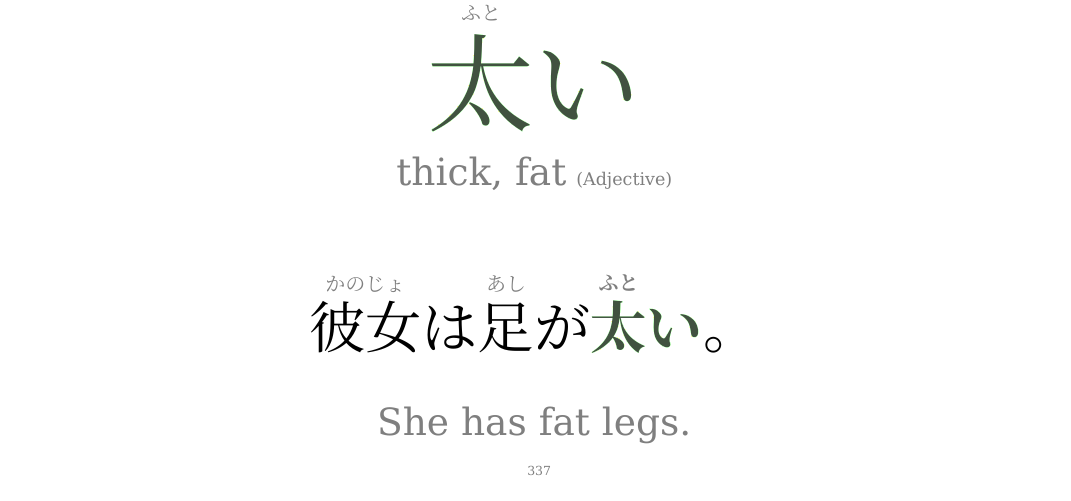 ふと
太い
thick, fat (Adjective)
かのじょ あし ふと
彼女は足が太い。
She has fat legs.
337